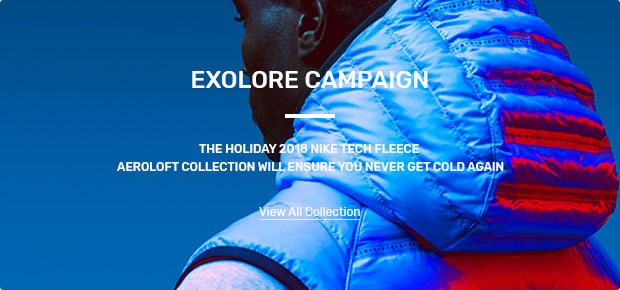 EXOLORE CAMPAIGN
THE HOLIDAY 2018 NIKE TECH FLEECE
AEROLOFT COLLECTION WILL ENSURE YOU NEVER GET COLD AGAIN
View All Collection